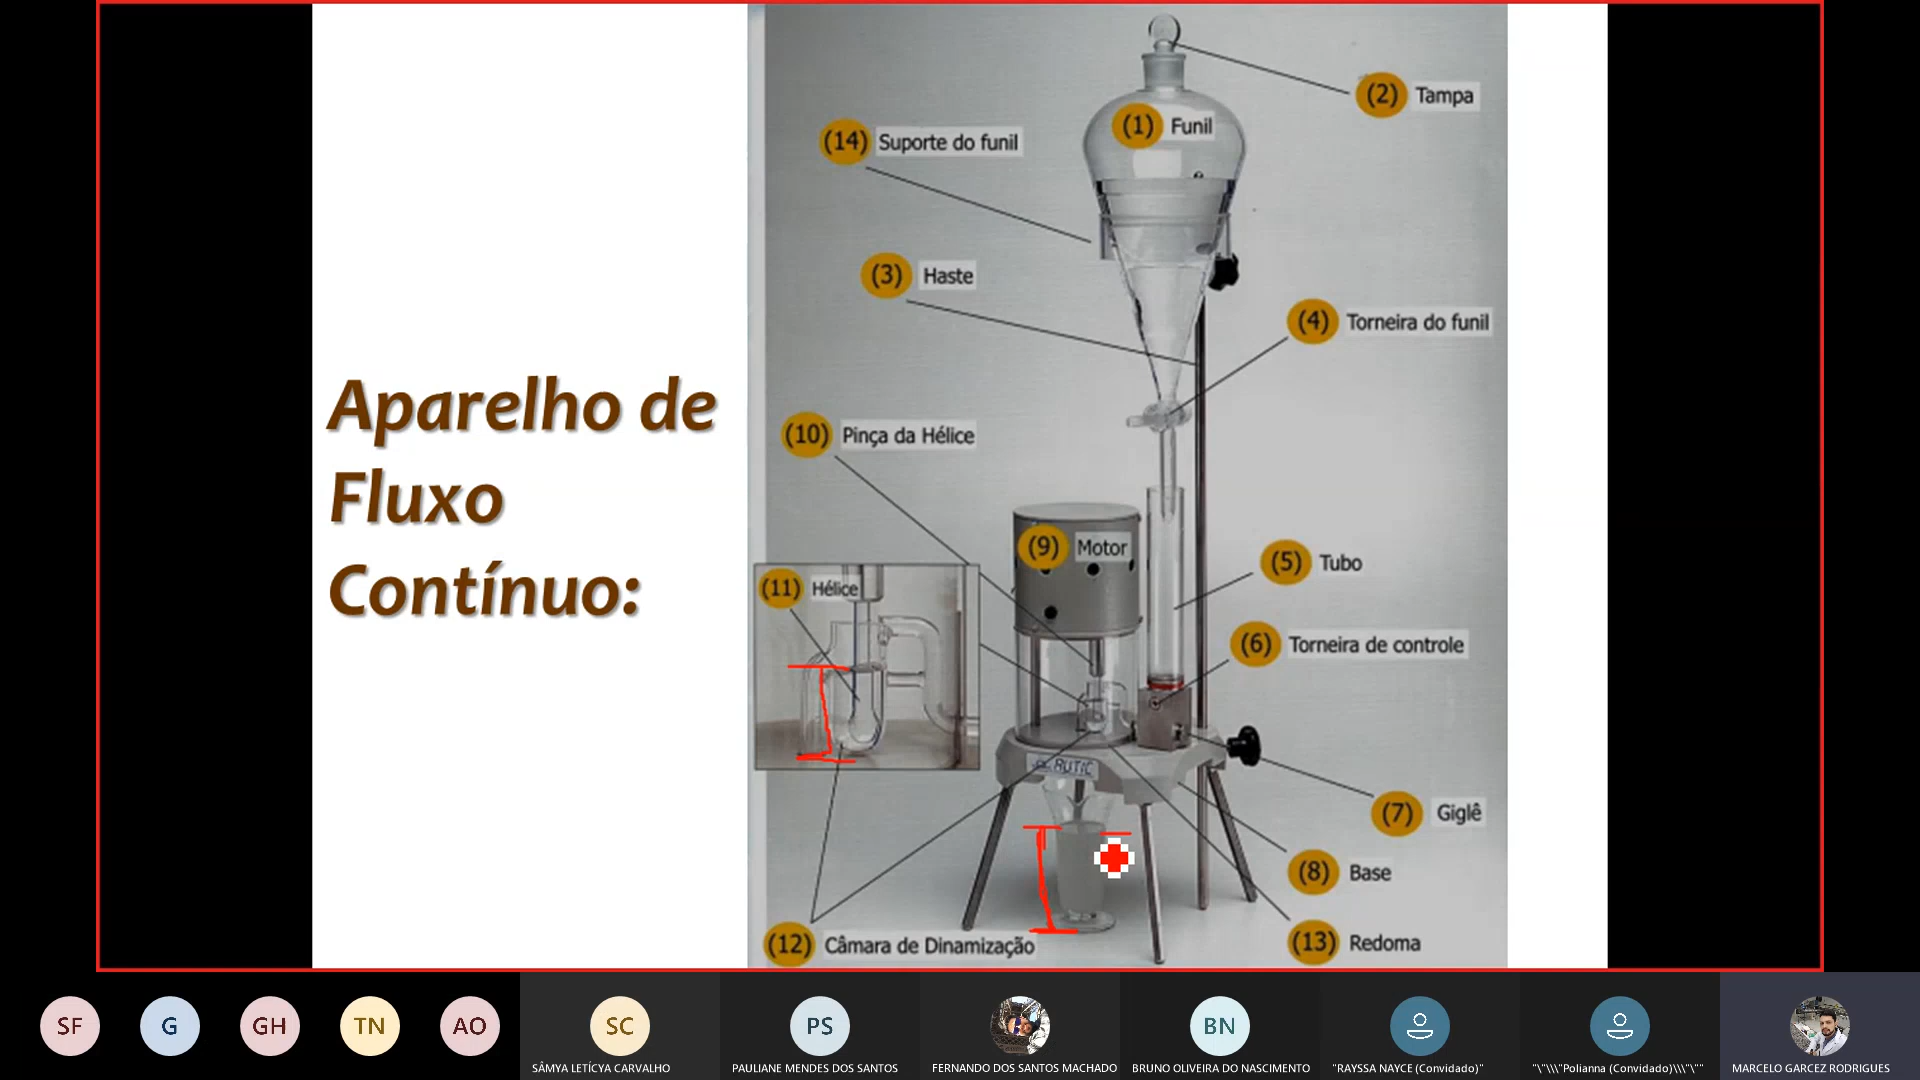 (2) Tampa
(1) Funil
(14) Suporte do funil
(3) Haste
(4) Torneira do funil
Aparelho de
Fluxo
Contínuo:
(10) Pinça da Hélice
(9) Motor
(5) Tubo
(11) Hélice
(6) Torneira de controle
(7) Giglê
(8) Base
(12) Câmara de Dinamização
(13) Redoma
SF
G
GH
TN
AO
SC
PS
BN
SÂMYA LETÍCYA CARVALHO
PAULIANE MENDES DOS SANTOS
FERNANDO DOS SANTOS MACHADO
BRUNO OLIVEIRA DO NASCIMENTO
"RAYSSA NAYCE (Convidado)"
"\"\\\"Polianna (Convidado)\\\"\""
MARCELO GARCEZ RODRIGUES